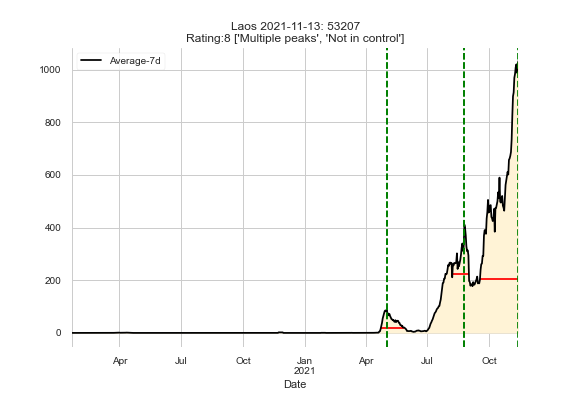 Laos 2021-11-13: 53207
Rating:8 ['Multiple peaks', 'Not in control']
Average-7d
1000
800
600
400
200
0
Apr
Jul
Oct
Jan
2021
Apr
Jul
Oct
Date